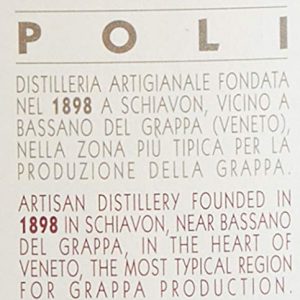 POLI
DISTILLERIA ARTIGIANALE FONDATA
NEL 1898 A SCHIAVON, VICINO A
BASSANO DEL GRAPPA (VENETO),
NELLA ZONA PIU TIPICA PER LA
PRODUZIONE DELLA GRAPPA.
ARTISAN DISTILLERY FOUNDED IN
1898 IN SCHIAVON, NEAR BASSANO
DEL GRAPPA, IN THE HEART OF
VENETO, THE MOST TYPICAL REGION
FOR GRAPPA PRODUCTION.